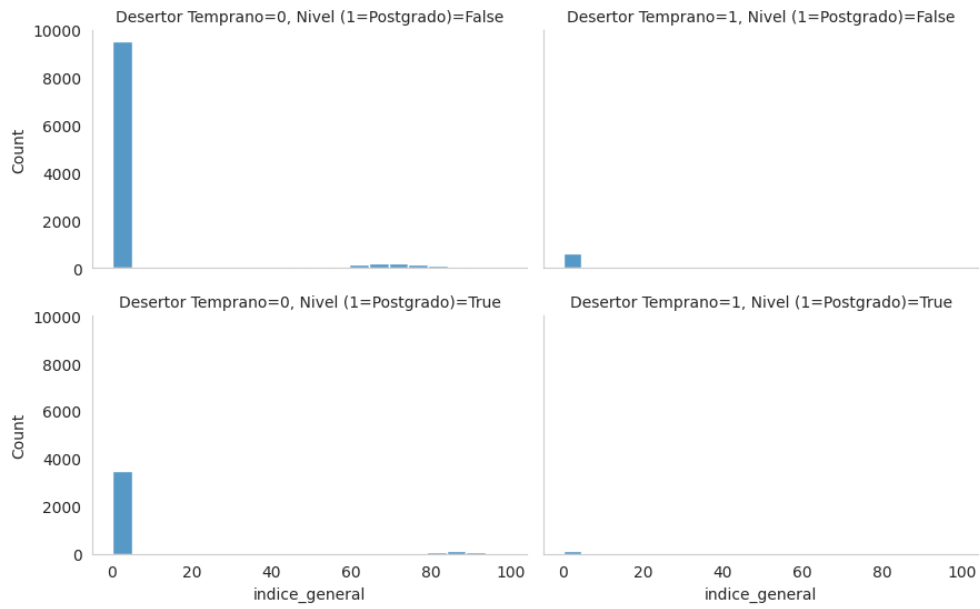 Desertor Temprano=0, Nivel (1=Postgrado)=False
Desertor Temprano=1, Nivel (1=Postgrado)=False
10000
8000
6000
4000
2000
0
Count
Desertor Temprano=0, Nivel (1=Postgrado)=True
Desertor Temprano=1, Nivel (1=Postgrado)=True
10000
8000
6000
4000
2000
0
Count
0 20 40 60 80 100
indice_general
0 20 40 60 80 100
indice_general